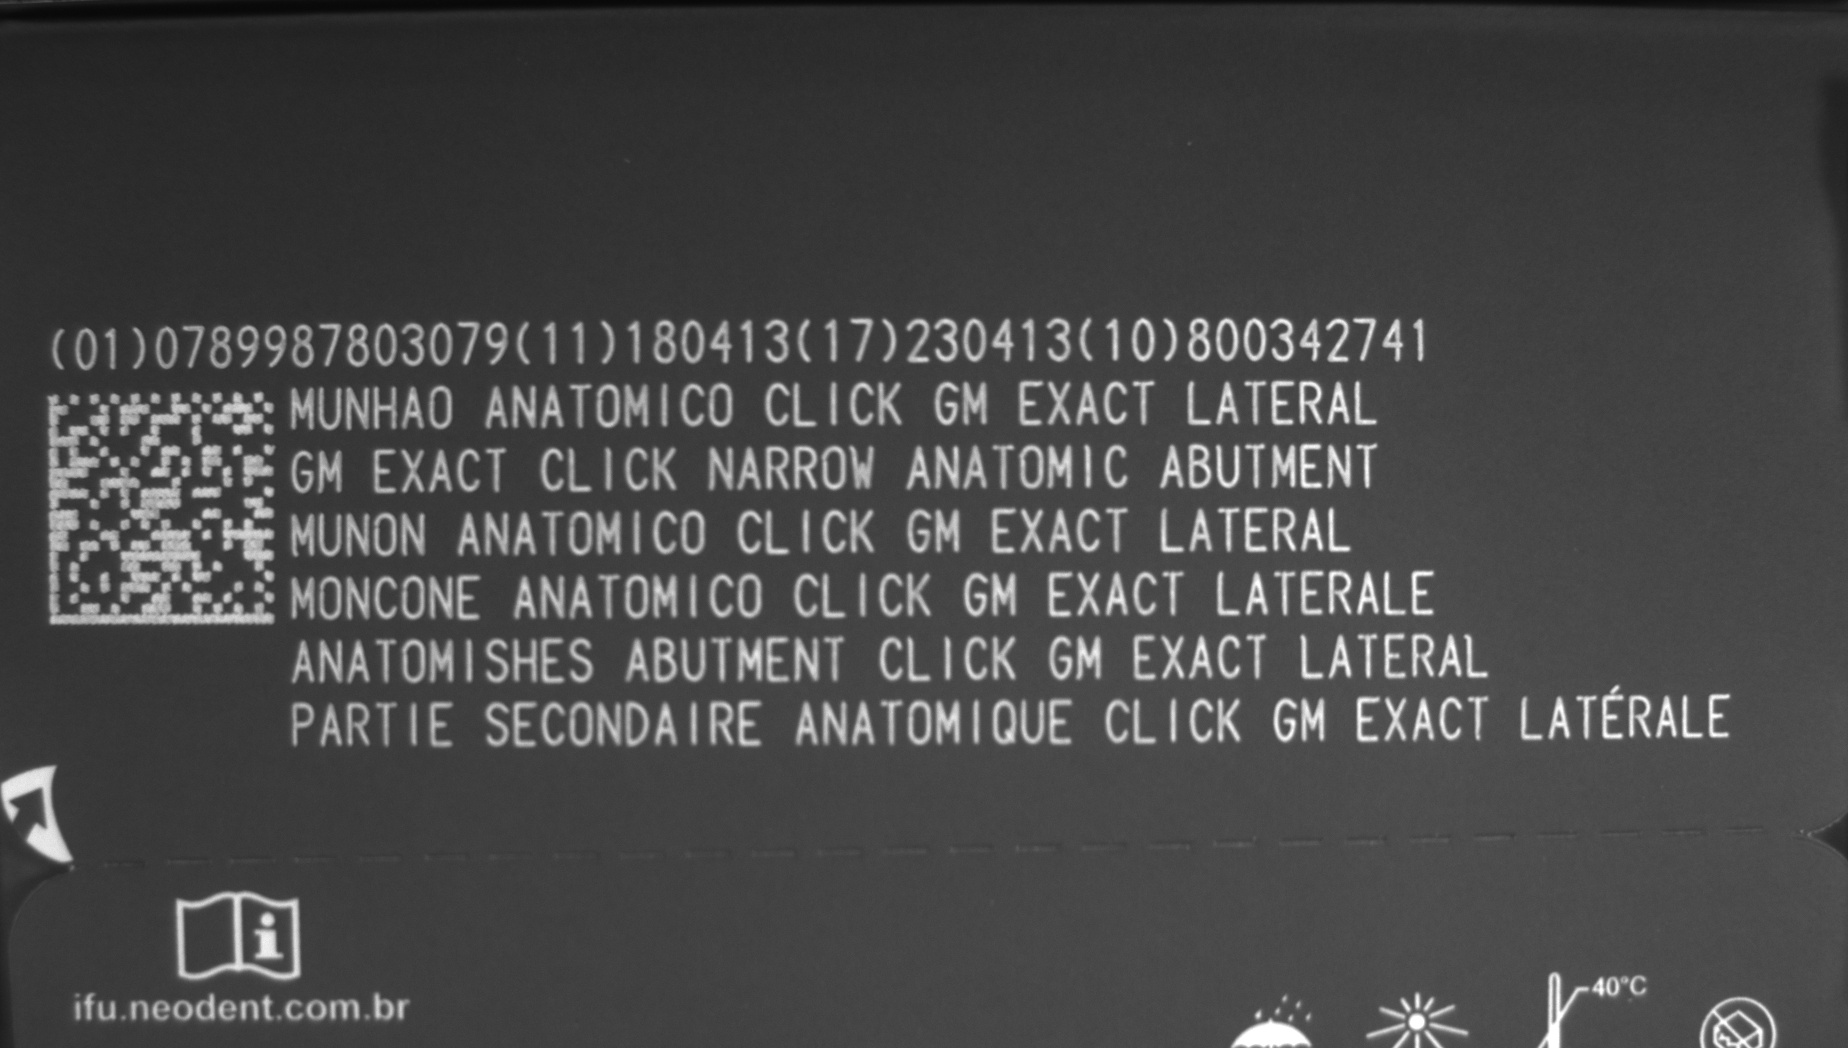 (01)0789987803079(11)180413(17)230413(10)800342741
MUNHAO ANATOMICO CLICK GM EXACT LATERAL
GM EXACT CLICK NARROW ANATOMIC ABUTMENT
MUNON ANATOMICO CLICK GM EXACT LATERAL
MONCONE ANATOMICO CLICK GM EXACT LATERALE
ANATOMISHES ABUTMENT CLICK GM EXACT LATERAL
PARTIE SECONDAIRE ANATOMIQUE CLICK GM EXACT LATÉRALE
i
ifu.neodent.com.br
40°C